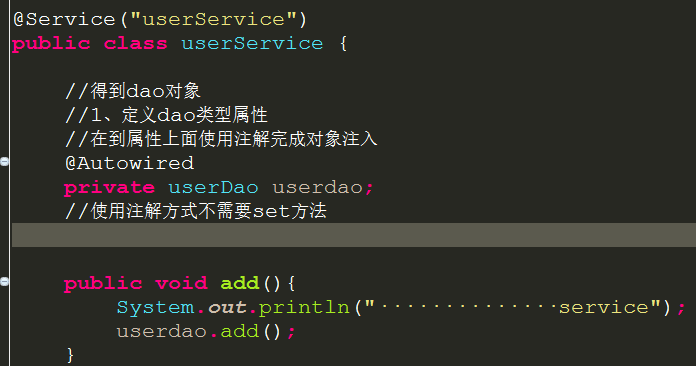 @Service("userService")
public class userService {
//得到dao对象
//1、定义dao类型属性
//在到属性上面使用注解完成对象注入
@Autowired
private userDao userdao;
//使用注解方式不需要set方法
public void add(){
System.out.println("··············service");
userdao.add();
}